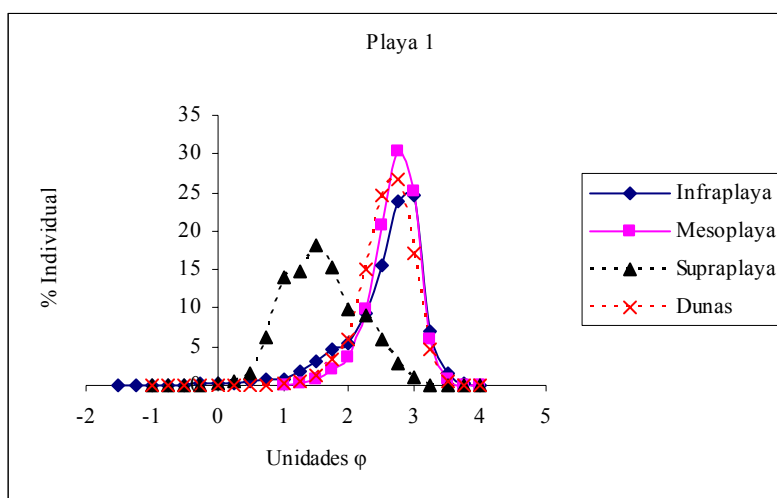 Playa 1
35
30
25
20
15
10
5
0
-2 -1 0 1 2 3 4 5
% Individual
Unidades φ
Infraplaya
Mesoplaya
Supraplaya
Dunas